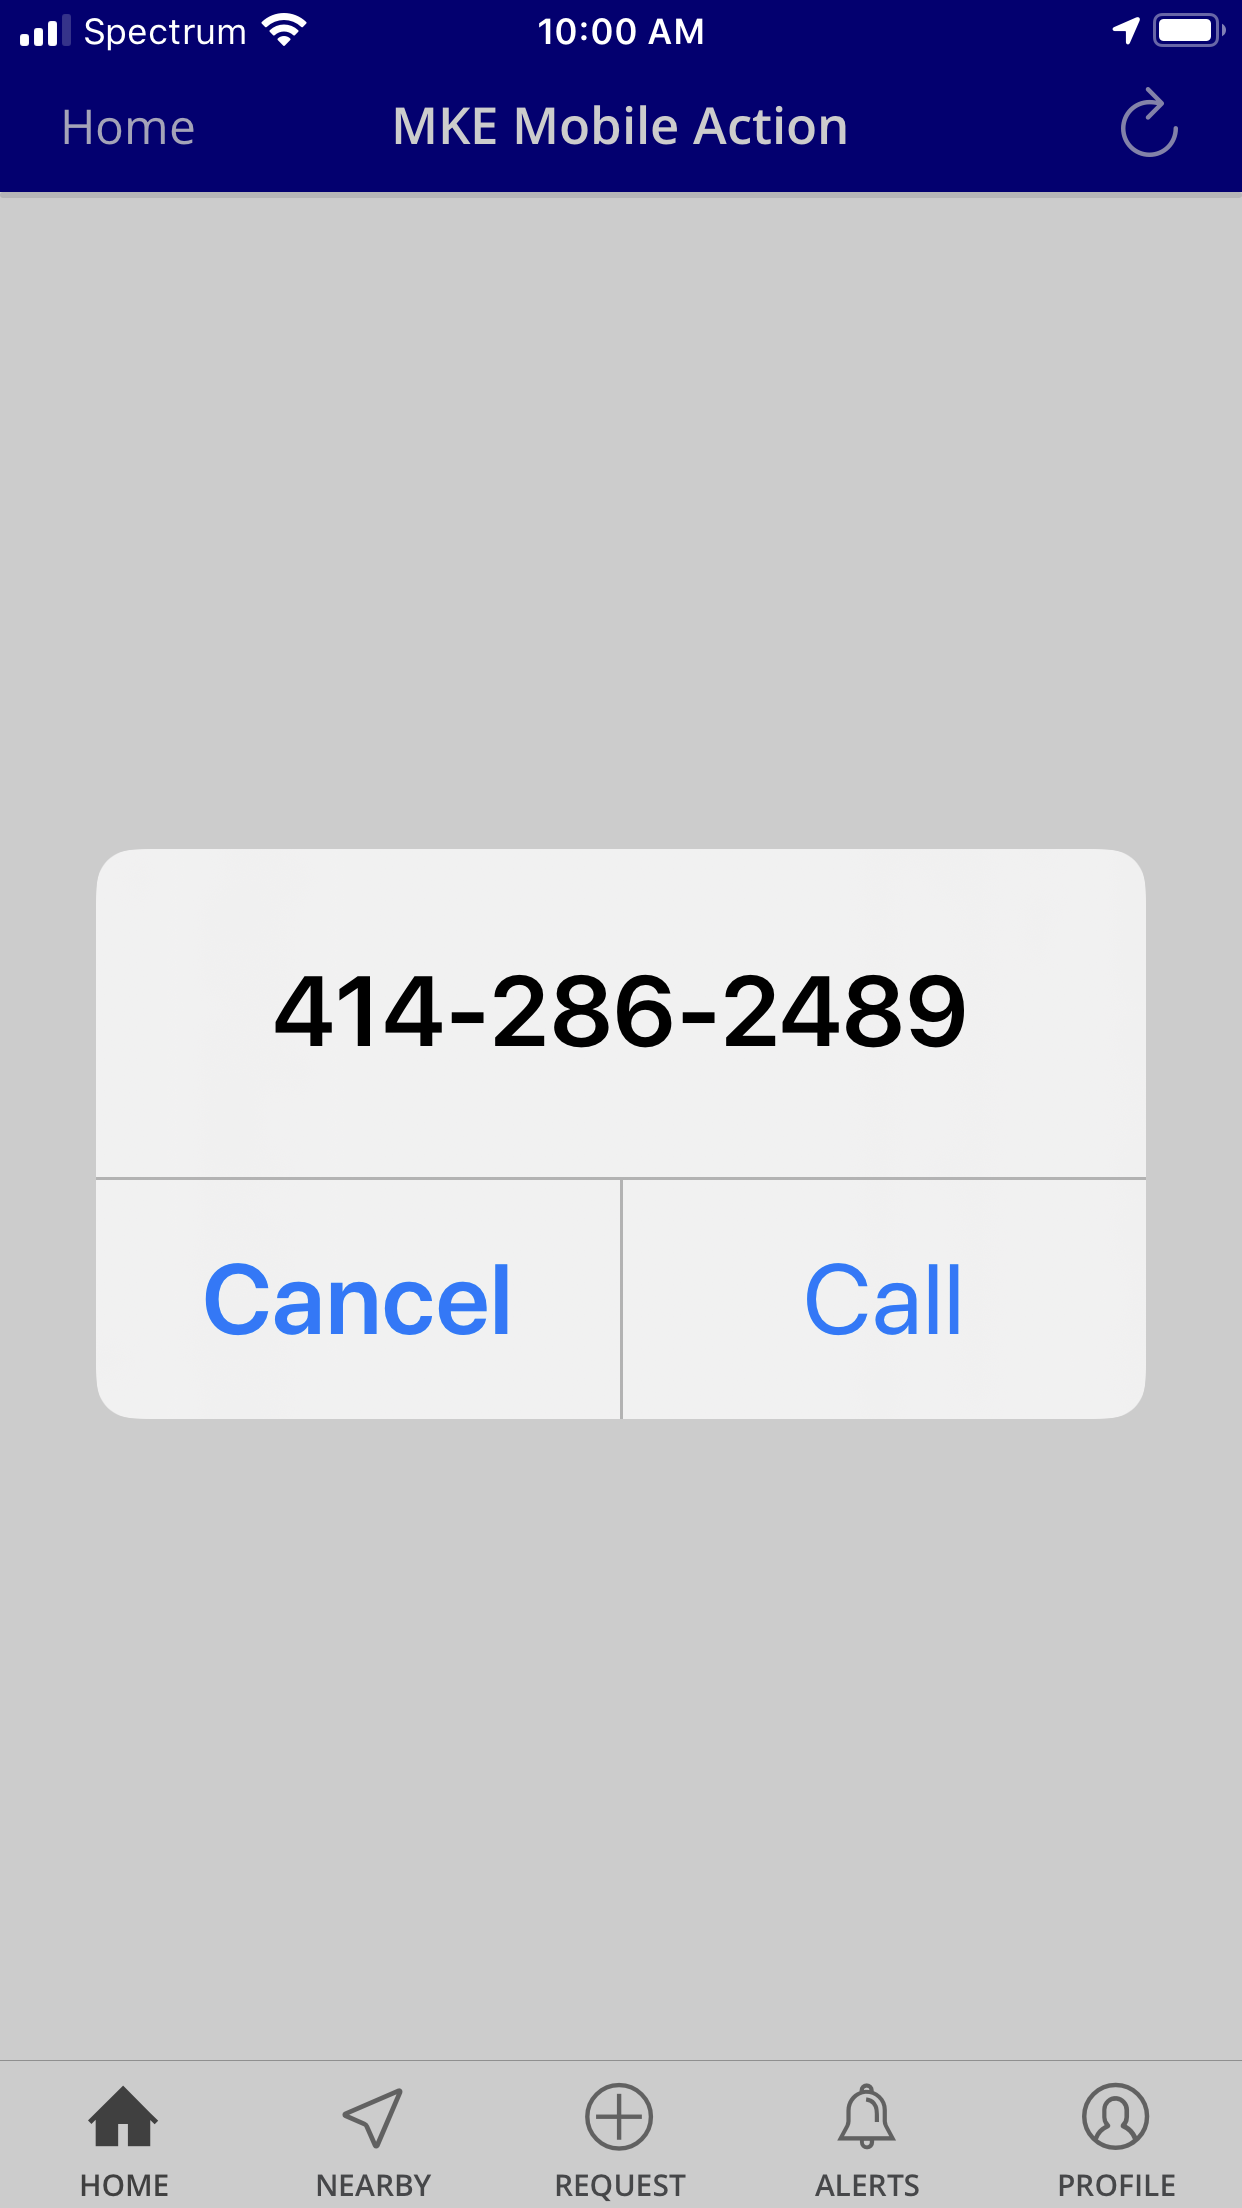 Spectrum 10:00 AM
Home MKE Mobile Action
414-286-2489
Cancel Call
HOME NEARBY REQUEST ALERTS PROFILE